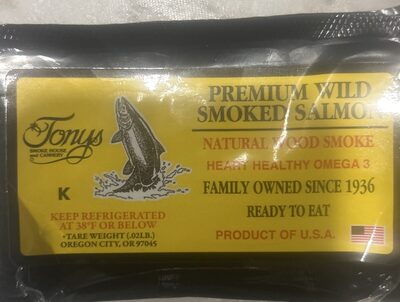 Tonys
SMOKE HOUSE
and CANNERY
K
KEEP REFRIGERATED
AT 38°F OR BELOW
•TARE WEIGHT (.02LB.)
OREGON CITY, OR 97045
PREMIUM WILD
SMOKED SALMON
NATURAL WOOD SMOKE
HEART HEALTHY OMEGA 3
FAMILY OWNED SINCE 1936
READY TO EAT
PRODUCT OF U.S.A.